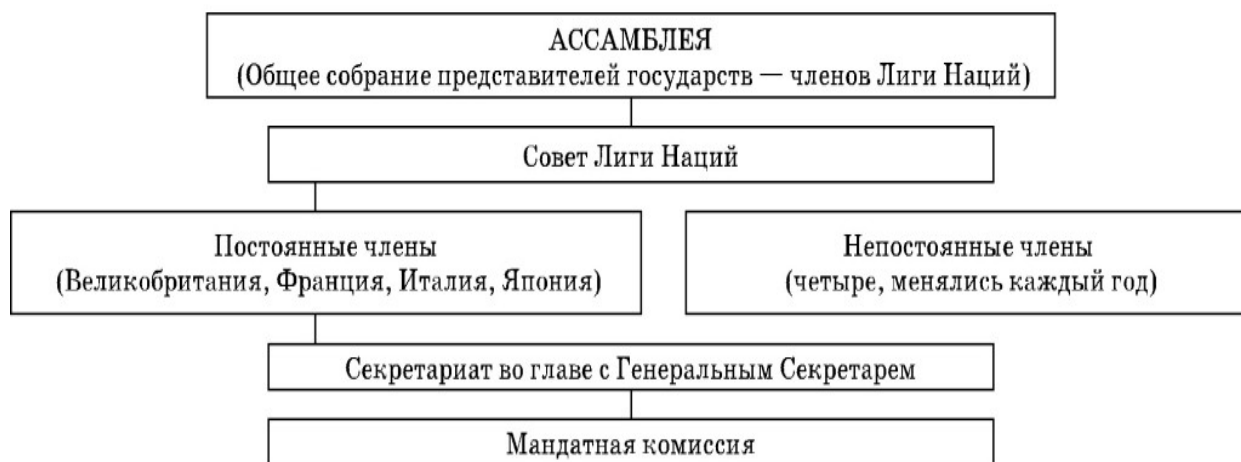 АССАМБЛЕЯ
(Общее собрание представителей государств — членов Лиги Наций)
Совет Лиги Наций
Постоянные члены
(Великобритания, Франция, Италия, Япония)
Непостоянные члены
(четыре, менялись каждый год)
Секретариат во главе с Генеральным Секретарем
Мандатная комиссия